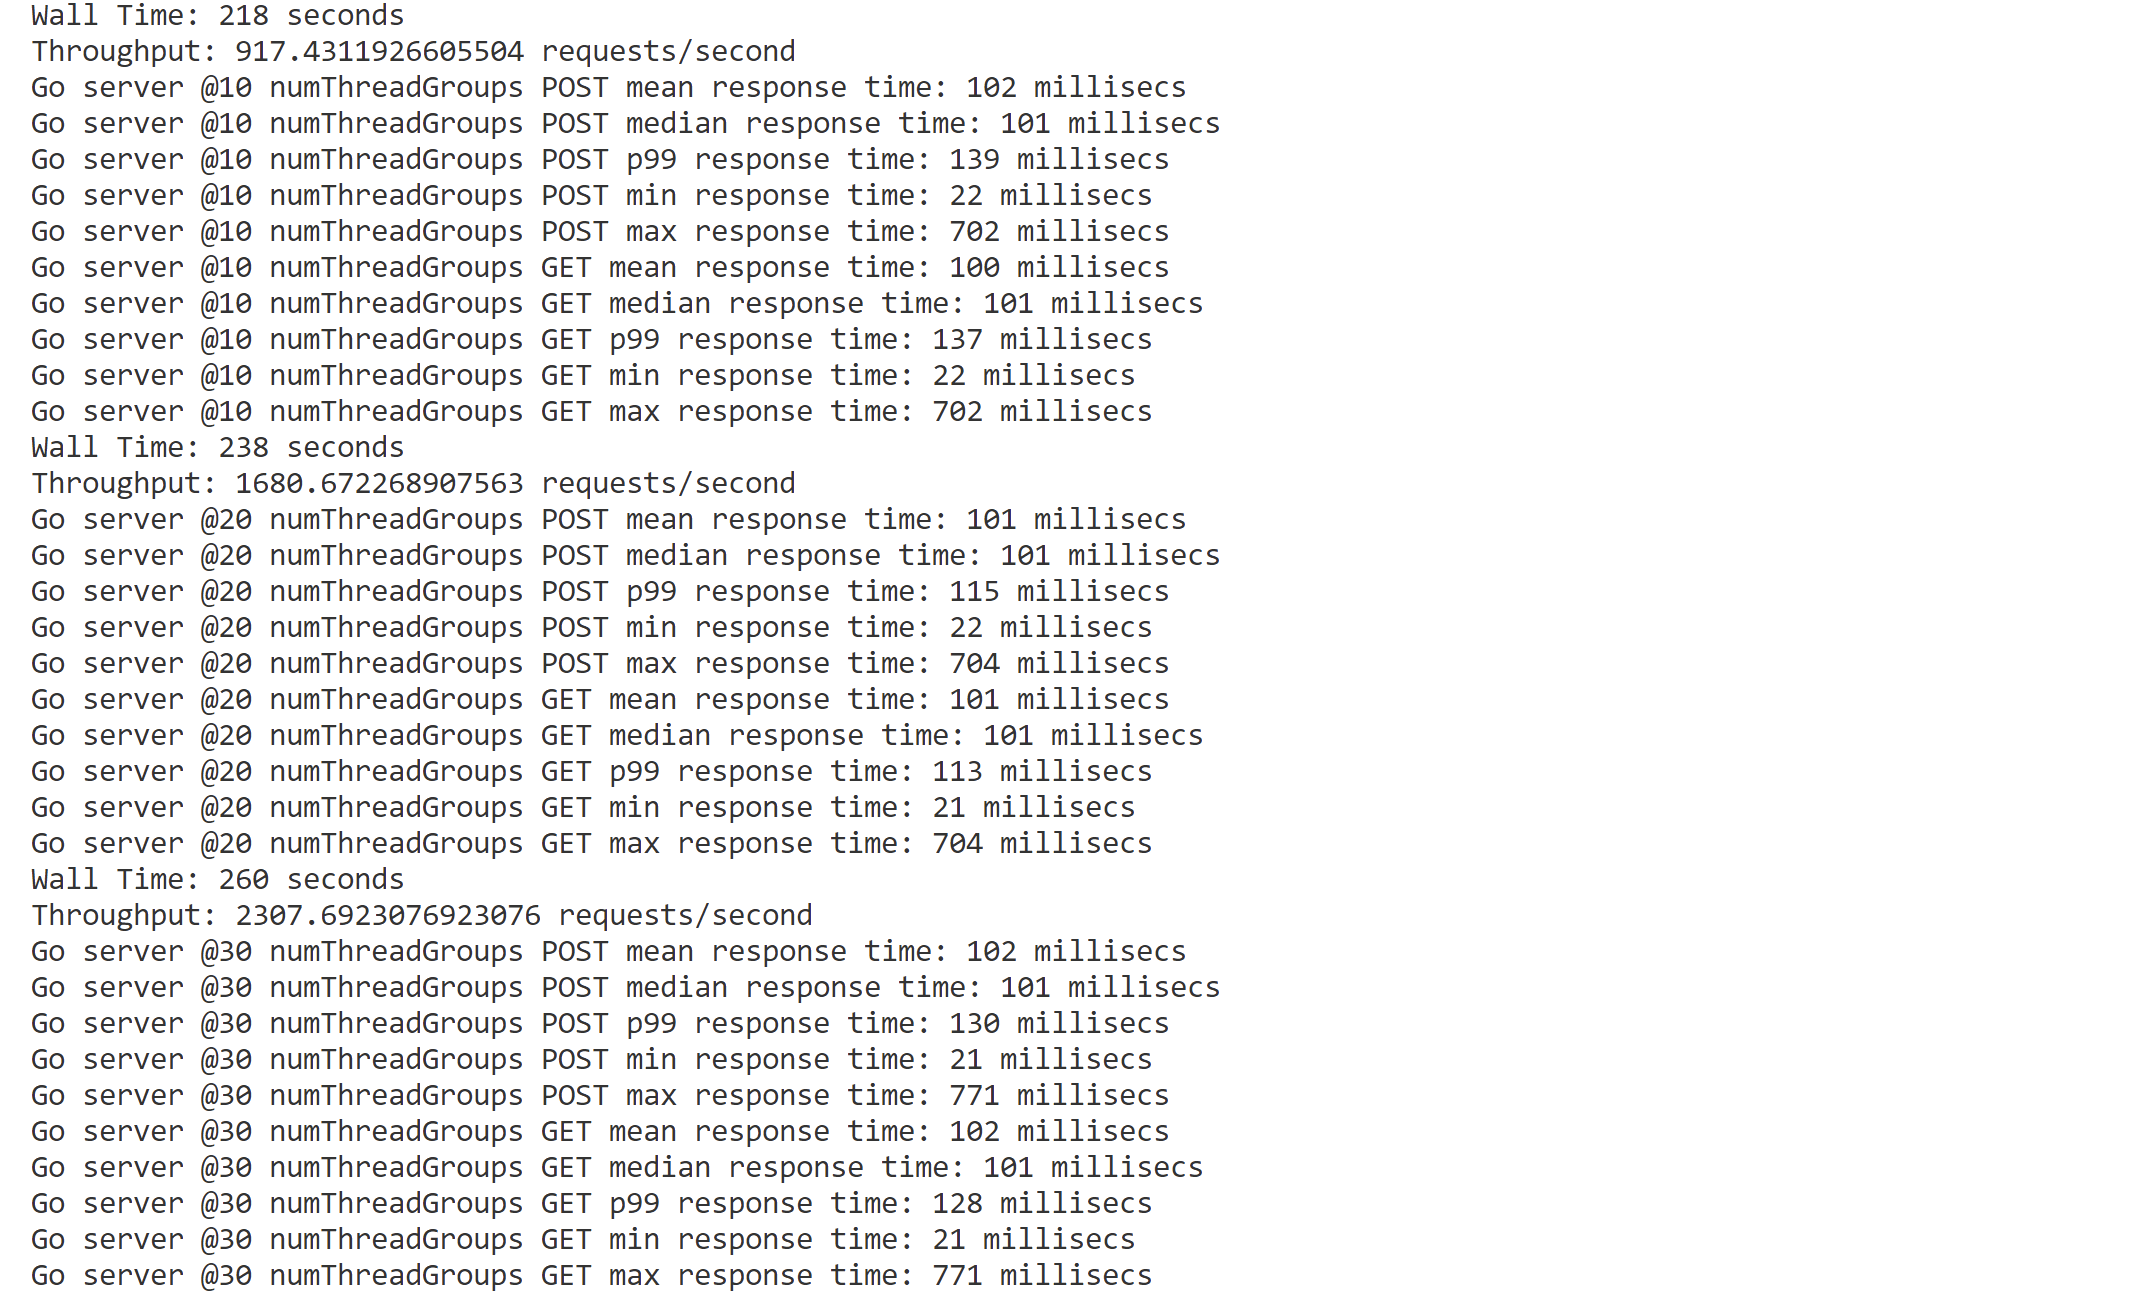 Wall Time: 218 seconds
Throughput: 917.4311926605504 requests/second
Go server @10 numThreadGroups POST mean response time: 102 millisecs
Go server @10 numThreadGroups POST median response time: 101 millisecs
Go server @10 numThreadGroups POST p99 response time: 139 millisecs
Go server @10 numThreadGroups POST min response time: 22 millisecs
Go server @10 numThreadGroups POST max response time: 702 millisecs
Go server @10 numThreadGroups GET mean response time: 100 millisecs
Go server @10 numThreadGroups GET median response time: 101 millisecs
Go server @10 numThreadGroups GET p99 response time: 137 millisecs
Go server @10 numThreadGroups GET min response time: 22 millisecs
Go server @10 numThreadGroups GET max response time: 702 millisecs
Wall Time: 238 seconds
Throughput: 1680.672268907563 requests/second
Go server @20 numThreadGroups POST mean response time: 101 millisecs
Go server @20 numThreadGroups POST median response time: 101 millisecs
Go server @20 numThreadGroups POST p99 response time: 115 millisecs
Go server @20 numThreadGroups POST min response time: 22 millisecs
Go server @20 numThreadGroups POST max response time: 704 millisecs
Go server @20 numThreadGroups GET mean response time: 101 millisecs
Go server @20 numThreadGroups GET median response time: 101 millisecs
Go server @20 numThreadGroups GET p99 response time: 113 millisecs
Go server @20 numThreadGroups GET min response time: 21 millisecs
Go server @20 numThreadGroups GET max response time: 704 millisecs
Wall Time: 260 seconds
Throughput: 2307.6923076923076 requests/second
Go server @30 numThreadGroups POST mean response time: 102 millisecs
Go server @30 numThreadGroups POST median response time: 101 millisecs
Go server @30 numThreadGroups POST p99 response time: 130 millisecs
Go server @30 numThreadGroups POST min response time: 21 millisecs
Go server @30 numThreadGroups POST max response time: 771 millisecs
Go server @30 numThreadGroups GET mean response time: 102 millisecs
Go server @30 numThreadGroups GET median response time: 101 millisecs
Go server @30 numThreadGroups GET p99 response time: 128 millisecs
Go server @30 numThreadGroups GET min response time: 21 millisecs
Go server @30 numThreadGroups GET max response time: 771 millisecs